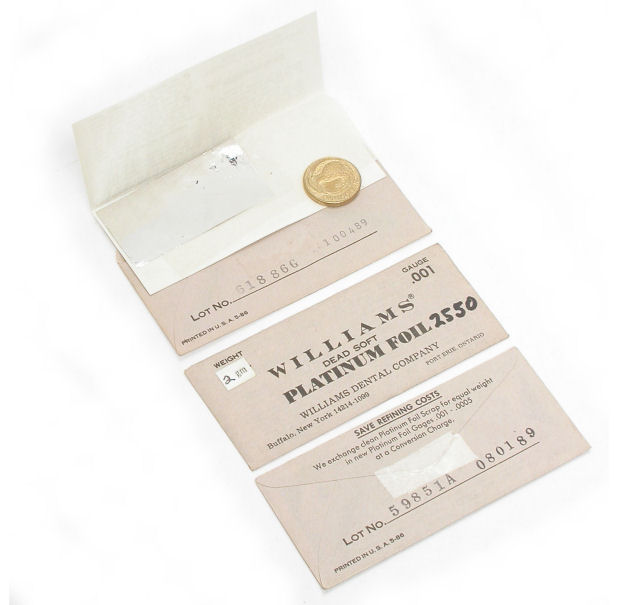 LOT NO. 61886G 100489
PRINTED IN U.S.A. 5-86
WEIGHT
2 gm
GAUGE
.001
WILLIAMS®
DEAD SOFT
PLATINUM FOIL 2550
WILLIAMS DENTAL COMPANY
Buffalo, New York 14214-1099 FORT ERIE, ONTARIO
SAVE REFINING COSTS
We exchange clean Platinum Foil Scrap for equal weight
in new Platinum Foil Gages .001 - .0005
at a Conversion Charge.
LOT NO. 59851A 080189
PRINTED IN U.S.A. 5-86